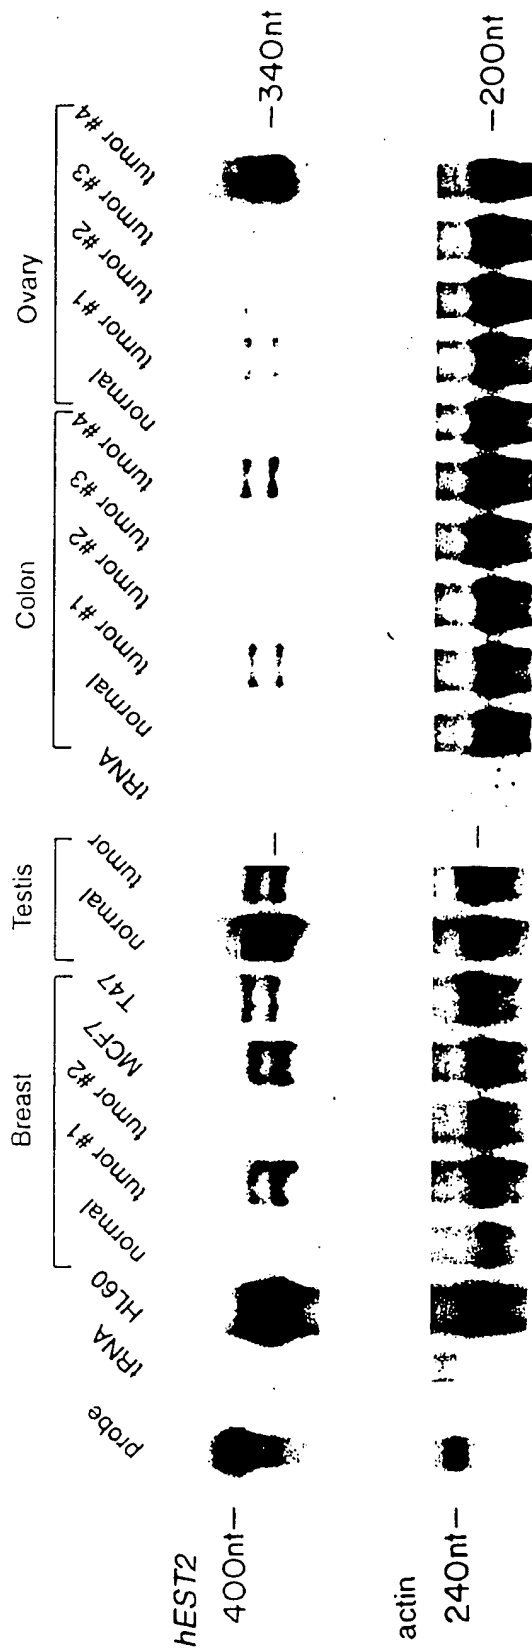 Breast Testis Colon Ovary
probe tRNA HL60 normal tumor #1 tumor #2 MCF7 T47 normal tumor tRNA normal tumor #1 tumor #2 tumor #3 tumor #4 normal tumor #1 tumor #2 tumor #3 tumor #4
hEST2
400nt— —340nt
actin
240nt— —200nt